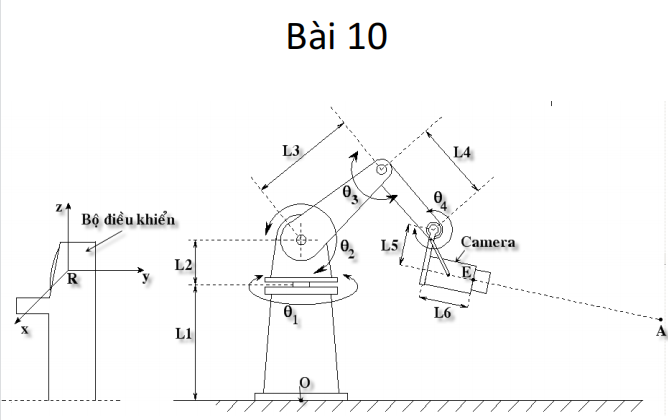 Bài 10
L3
L4
θ3
θ4
z
Bộ điều khiển
L5
Camera
θ2
L2
R
y
E
x
θ1
L6
L1
A
O